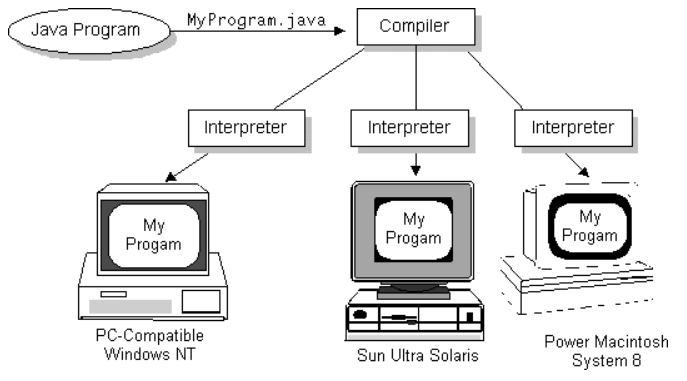 Java Program
MyProgram.java
Compiler
Interpreter
Interpreter
Interpreter
My
Progam
My
Progam
My
Progam
PC-Compatible
Windows NT
Sun Ultra Solaris
Power Macintosh
System 8